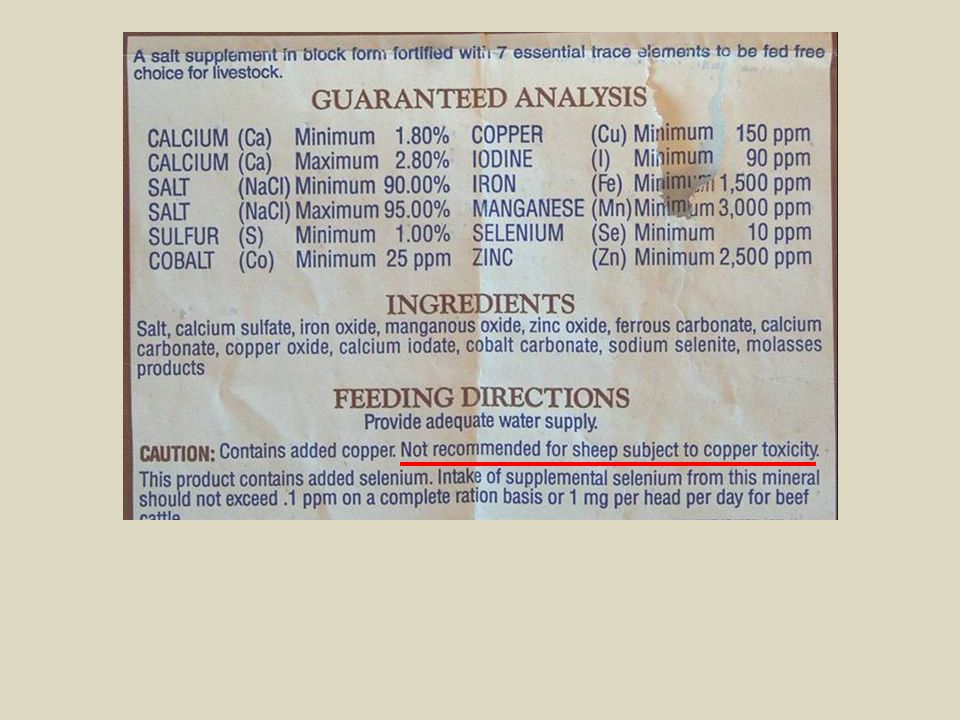 A salt supplement in block form fortified with 7 essential trace elements to be fed free
choice for livestock.
GUARANTEED ANALYSIS
CALCIUM (Ca) Minimum 1.80% COPPER (Cu) Minimum 150 ppm
CALCIUM (Ca) Maximum 2.80% IODINE (I) Minimum 90 ppm
SALT (NaCl) Minimum 90.00% IRON (Fe) Minimum 1,500 ppm
SALT (NaCl) Maximum 95.00% MANGANESE (Mn) Minimum 3,000 ppm
SULFUR (S) Minimum 1.00% SELENIUM (Se) Minimum 10 ppm
COBALT (Co) Minimum 25 ppm ZINC (Zn) Minimum 2,500 ppm
INGREDIENTS
Salt, calcium sulfate, iron oxide, manganous oxide, zinc oxide, ferrous carbonate, calcium
carbonate, copper oxide, calcium iodate, cobalt carbonate, sodium selenite, molasses
products
FEEDING DIRECTIONS
Provide adequate water supply.
CAUTION: Contains added copper. Not recommended for sheep subject to copper toxicity.
This product contains added selenium. Intake of supplemental selenium from this mineral
should not exceed .1 ppm on a complete ration basis or 1 mg per head per day for beef
cattle